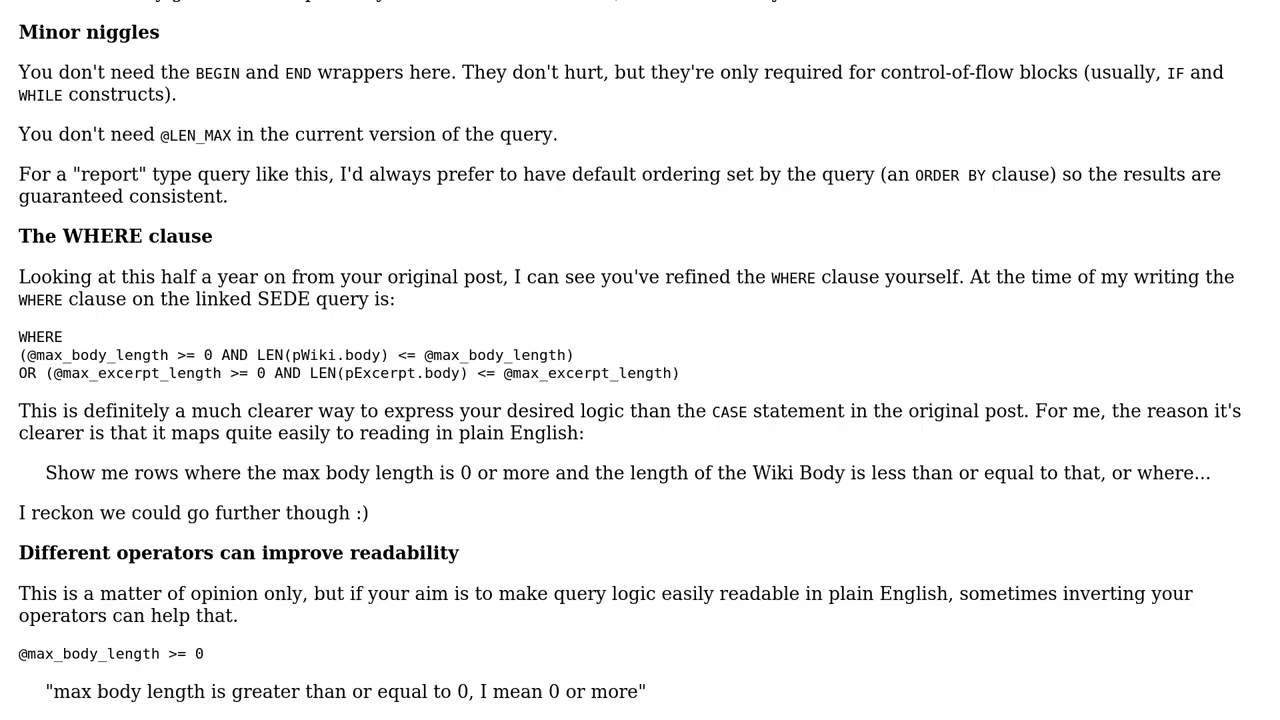 Minor niggles
You don't need the BEGIN and END wrappers here. They don't hurt, but they're only required for control-of-flow blocks (usually, IF and
WHILE constructs).
You don't need @LEN_MAX in the current version of the query.
For a "report" type query like this, I'd always prefer to have default ordering set by the query (an ORDER BY clause) so the results are
guaranteed consistent.
The WHERE clause
Looking at this half a year on from your original post, I can see you've refined the WHERE clause yourself. At the time of my writing the
WHERE clause on the linked SEDE query is:
WHERE
(@max_body_length >= 0 AND LEN(pWiki.body) <= @max_body_length)
OR (@max_excerpt_length >= 0 AND LEN(pExcerpt.body) <= @max_excerpt_length)
This is definitely a much clearer way to express your desired logic than the CASE statement in the original post. For me, the reason it's
clearer is that it maps quite easily to reading in plain English:
Show me rows where the max body length is 0 or more and the length of the Wiki Body is less than or equal to that, or where...
I reckon we could go further though :)
Different operators can improve readability
This is a matter of opinion only, but if your aim is to make query logic easily readable in plain English, sometimes inverting your
operators can help that.
@max_body_length >= 0
"max body length is greater than or equal to 0, I mean 0 or more"